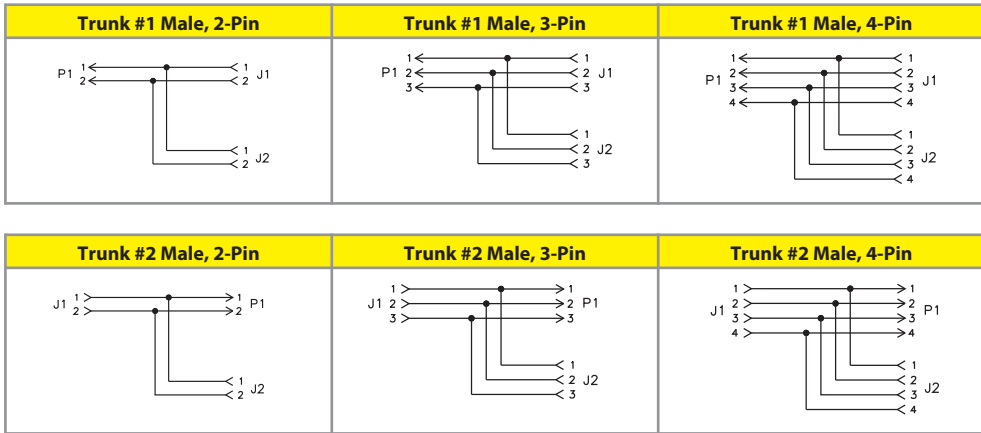 Trunk #1 Male, 2-Pin
P1 1 1 J1
2 2
1
2 J2
Trunk #1 Male, 3-Pin
1 1
P1 2 2 J1
3 3
1
2 J2
3
Trunk #1 Male, 4-Pin
1 1
P1 2 2 J1
3 3
4 4
1
2 J2
3
4
Trunk #2 Male, 2-Pin
J1 1 1 P1
2 2
1 J2
2
Trunk #2 Male, 3-Pin
1 1
J1 2 2 P1
3 3
1
2 J2
3
Trunk #2 Male, 4-Pin
1 1
J1 2 2 P1
3 3
4 4
1
2 J2
3
4